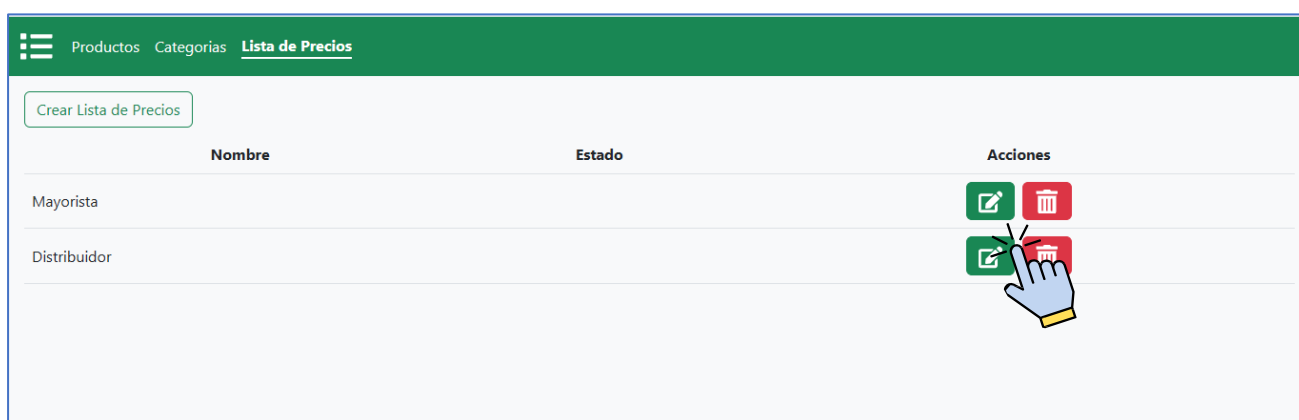 Productos Categorias Lista de Precios
Crear Lista de Precios
Nombre Estado Acciones
Mayorista
Distribuidor